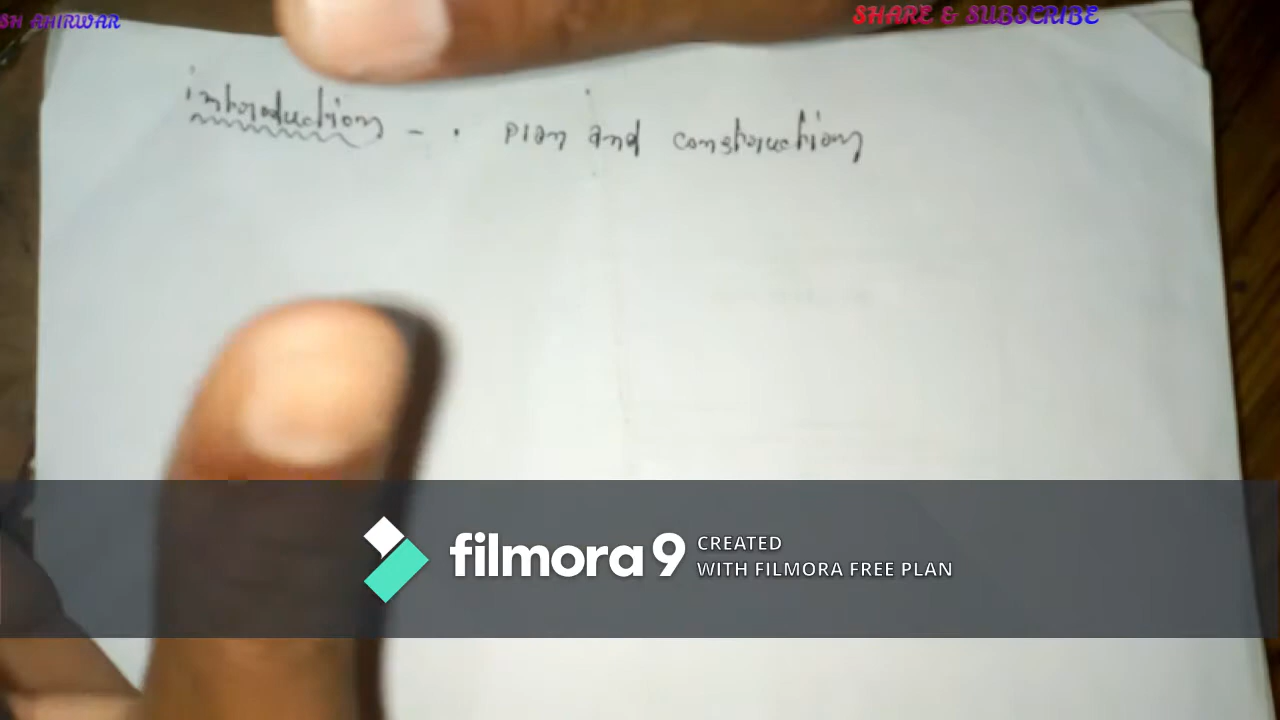 SH AHIRWAR
SHARE & SUBSCRIBE
introduction - • Plan and construction
filmora 9
CREATED
WITH FILMORA FREE PLAN